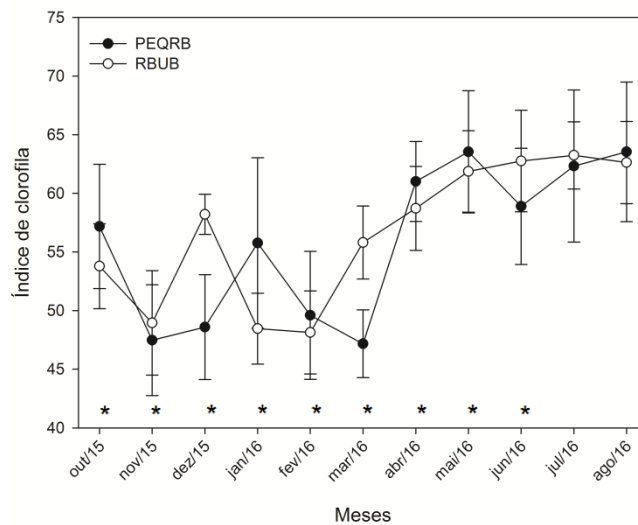 75
70
65
60
55
50
45
40
Índice de clorofila
PEQRB
RBUB
* * * * * * * * *
out/15 nov/15 dez/15 jan/16 fev/16 mar/16 abr/16 mai/16 jun/16 jul/16 ago/16
Meses